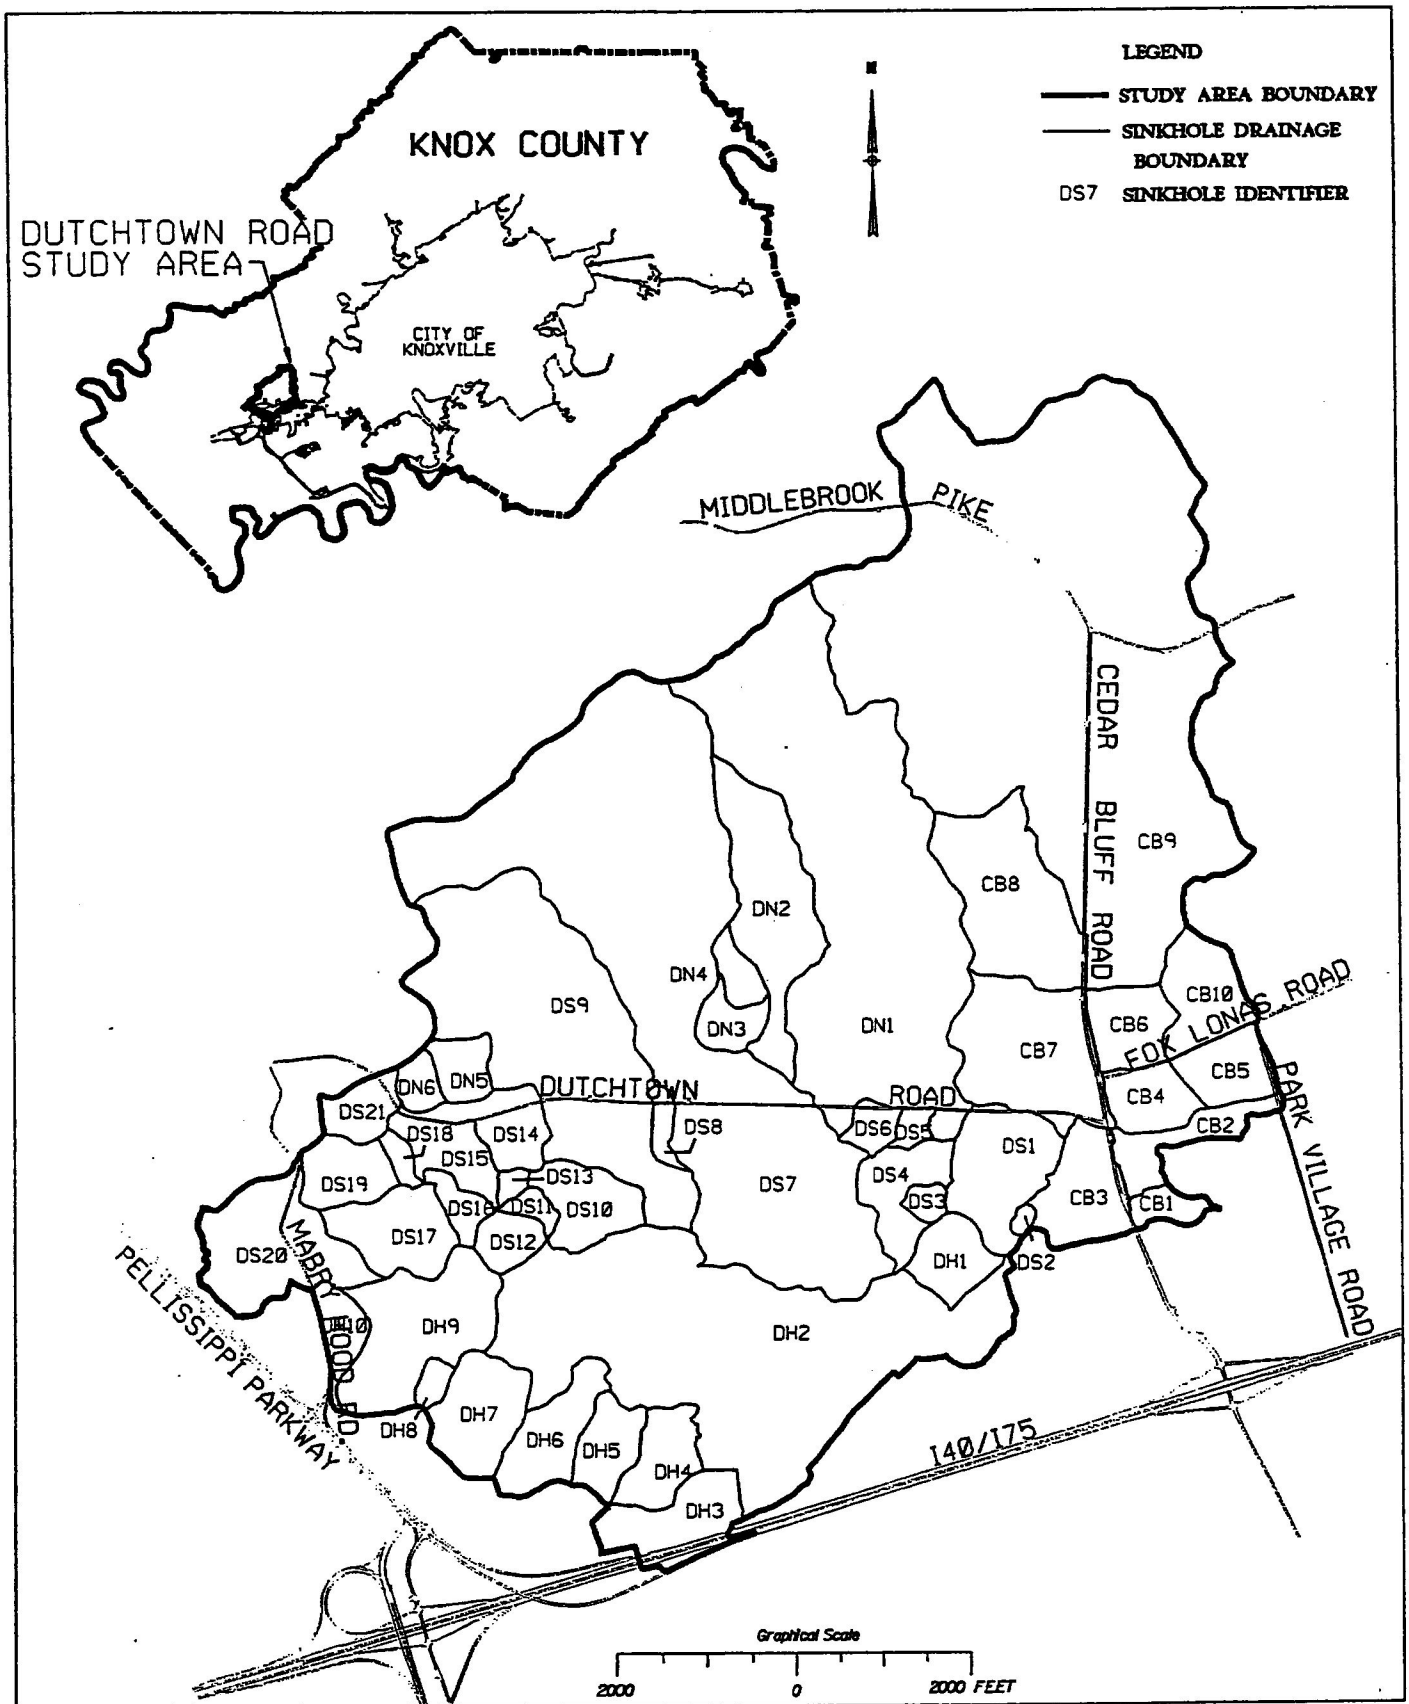 LEGEND
STUDY AREA BOUNDARY
SINKHOLE DRAINAGE
BOUNDARY
DS7 SINKHOLE IDENTIFIER
N
KNOX COUNTY
DUTCHTOWN ROAD
STUDY AREA
CITY OF
KNOXVILLE
MIDDLEBROOK PIKE
CEDAR BLUFF ROAD
CB9
CB8
DN2
DN4
CB10
DS9
DN3
DN1
CB6
FOX LONAS ROAD
CB7
CB5
DN6
DN5
DUTCHTOWN ROAD
CB4
PARK VILLAGE ROAD
DS21
DS18
DS14
DS8
DS6
DS5
CB2
DS15
DS1
DS19
DS13
DS7
DS4
DS3
CB3
CB1
DS16
DS11
DS10
DS17
DS12
DS20
MABRY HOOD RD.
DH1
DS2
PELLISSIPPI PARKWAY
DH10
DH9
DH2
DH8
DH7
DH6
DH5
DH4
DH3
I40/I75
Graphical Scale
2000 0 2000 FEET